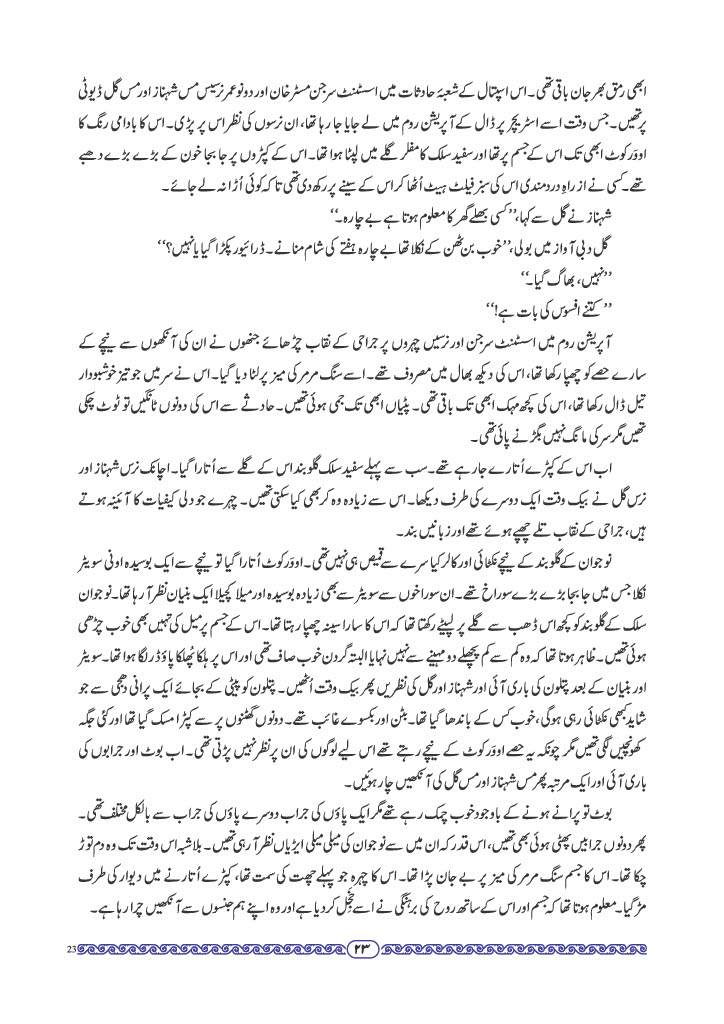 ابھی رمق بھر جان باقی تھی۔ اس اسپتال کے شعبۂ حادثات میں اسسٹنٹ سرجن مسٹر خان اور دو نو عمر نرسیں مس شہناز اور مس گل ڈیوٹی
پر تھیں۔ جس وقت اسے اسٹریچر پر ڈال کے آپریشن روم میں لے جایا جا رہا تھا، ان نرسوں کی نظر اس پر پڑی۔ اس کا بادامی رنگ کا
اوورکوٹ ابھی تک اس کے جسم پر تھا اور سفید سلک کا مفلر گلے میں لپٹا ہوا تھا۔ اس کے کپڑوں پر جا بجا خون کے بڑے بڑے دھبے
تھے۔ کسی نے از راہِ دردمندی اس کی سبز فیلٹ ہیٹ اُٹھا کر اس کے سینے پر رکھ دی تھی تا کہ کوئی اُڑا نہ لے جائے۔
شہناز نے گل سے کہا، ’’کسی بھلے گھر کا معلوم ہوتا ہے بے چارہ۔‘‘
گل دبی آواز میں بولی، ’’خوب بن ٹھن کے نکلا تھا بے چارہ ہفتے کی شام منانے۔ ڈرائیور پکڑا گیا یا نہیں؟‘‘
’’نہیں، بھاگ گیا۔‘‘
’’کتنے افسوس کی بات ہے!‘‘
آپریشن روم میں اسسٹنٹ سرجن اور نرسیں چہروں پر جراحی کے نقاب چڑھائے جنھوں نے ان کی آنکھوں سے نیچے کے
سارے حصے کو چھپا رکھا تھا، اس کی دیکھ بھال میں مصروف تھے۔ اسے سنگ مرمر کی میز پر لٹا دیا گیا۔ اس نے سر میں جو تیز خوشبودار
تیل ڈال رکھا تھا، اس کی کچھ مہک ابھی تک باقی تھی۔ پٹیاں ابھی تک جمی ہوئی تھیں۔ حادثے سے اس کی دونوں ٹانگیں تو ٹوٹ چکی
تھیں مگر سر کی مانگ نہیں بگڑنے پائی تھی۔
اب اس کے کپڑے اُتارے جا رہے تھے۔ سب سے پہلے سفید سلک گلوبند اس کے گلے سے اُتارا گیا۔ اچانک نرس شہناز اور
نرس گل نے بیک وقت ایک دوسرے کی طرف دیکھا۔ اس سے زیادہ وہ کر بھی کیا سکتی تھیں۔ چہرے جو دلی کیفیات کا آئینہ ہوتے
ہیں، جراحی کے نقاب تلے چھپے ہوئے تھے اور زبانیں بند۔
نوجوان کے گلوبند کے نیچے نکٹائی اور کالر کیا سرے سے قمیص ہی نہیں تھی۔ اوورکوٹ اُتارا گیا تو نیچے سے ایک بوسیدہ اونی سویٹر
نکلا جس میں جا بجا بڑے بڑے سوراخ تھے۔ ان سوراخوں سے سویٹر سے بھی زیادہ بوسیدہ اور میلا کچیلا ایک بنیان نظر آ رہا تھا۔ نوجوان
سلک کے گلوبند کو کچھ اس ڈھب سے گلے پر لپیٹے رکھتا تھا کہ اس کا سارا سینہ چھپا رہتا تھا۔ اس کے جسم پر میل کی تہیں بھی خوب چڑھی
ہوئی تھیں۔ ظاہر ہوتا تھا کہ وہ کم سے کم پچھلے دو مہینے سے نہیں نہایا البتہ گردن خوب صاف تھی اور اس پر ہلکا ہلکا پاؤڈر لگا ہوا تھا۔ سویٹر
اور بنیان کے بعد پتلون کی باری آئی اور شہناز اور گل کی نظریں پھر بیک وقت اُٹھیں۔ پتلون کو پیٹی کے بجائے ایک پرانی دھجی سے جو
شاید کبھی نکٹائی رہی ہوگی، خوب کس کے باندھا گیا تھا۔ بٹن اور بکسوے غائب تھے۔ دونوں گھٹنوں پر سے کپڑا مسک گیا تھا اور کئی جگہ
کھونچیں لگی تھیں مگر چونکہ یہ حصے اوورکوٹ کے نیچے رہتے تھے اس لیے لوگوں کی ان پر نظر نہیں پڑتی تھی۔ اب بوٹ اور جرابوں کی
باری آئی اور ایک مرتبہ پھر مس شہناز اور مس گل کی آنکھیں چار ہوئیں۔
بوٹ تو پرانے ہونے کے باوجود خوب چمک رہے تھے مگر ایک پاؤں کی جراب دوسرے پاؤں کی جراب سے بالکل مختلف تھی۔
پھر دونوں جرابیں پھٹی ہوئی بھی تھیں، اس قدر کہ ان میں سے نوجوان کی میلی میلی ایڑیاں نظر آ رہی تھیں۔ بلاشبہ اس وقت تک وہ دم توڑ
چکا تھا۔ اس کا جسم سنگ مرمر کی میز پر بے جان پڑا تھا۔ اس کا چہرہ جو پہلے چھت کی سمت تھا، کپڑے اُتارنے میں دیوار کی طرف
مڑ گیا۔ معلوم ہوتا تھا کہ جسم اور اس کے ساتھ روح کی برہنگی نے اسے خجل کر دیا ہے اور وہ اپنے ہم جنسوں سے آنکھیں چرا رہا ہے۔
۲۳
23